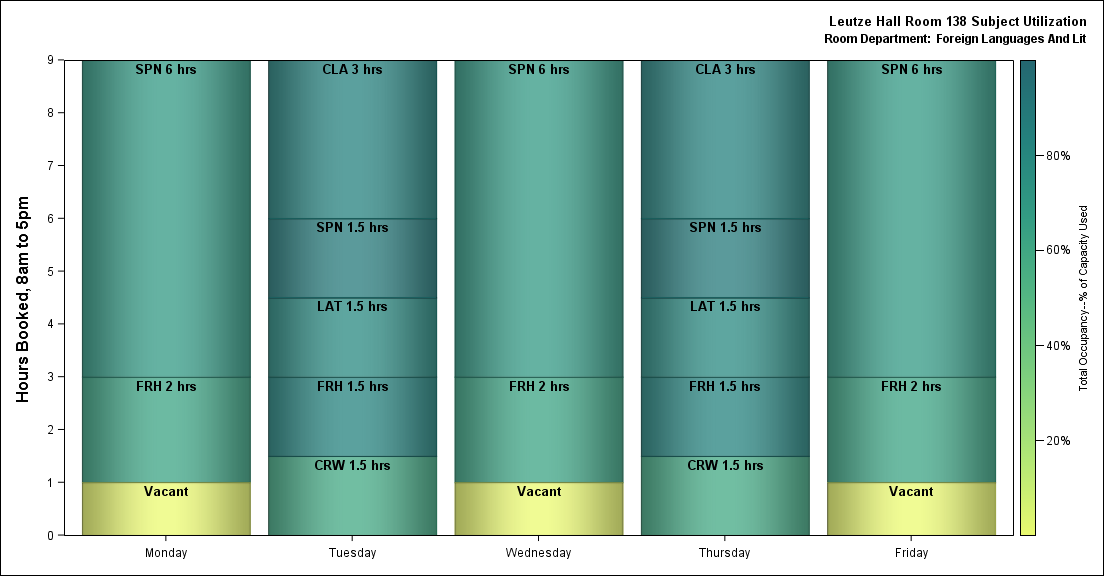 Leutze Hall Room 138 Subject Utilization
Room Department: Foreign Languages And Lit
Hours Booked, 8am to 5pm
9
8
7
6
5
4
3
2
1
0
SPN 6 hrs
FRH 2 hrs
Vacant
CLA 3 hrs
SPN 1.5 hrs
LAT 1.5 hrs
FRH 1.5 hrs
CRW 1.5 hrs
SPN 6 hrs
FRH 2 hrs
Vacant
CLA 3 hrs
SPN 1.5 hrs
LAT 1.5 hrs
FRH 1.5 hrs
CRW 1.5 hrs
SPN 6 hrs
FRH 2 hrs
Vacant
Monday
Tuesday
Wednesday
Thursday
Friday
80%
60%
40%
20%
Total Occupancy--% of Capacity Used